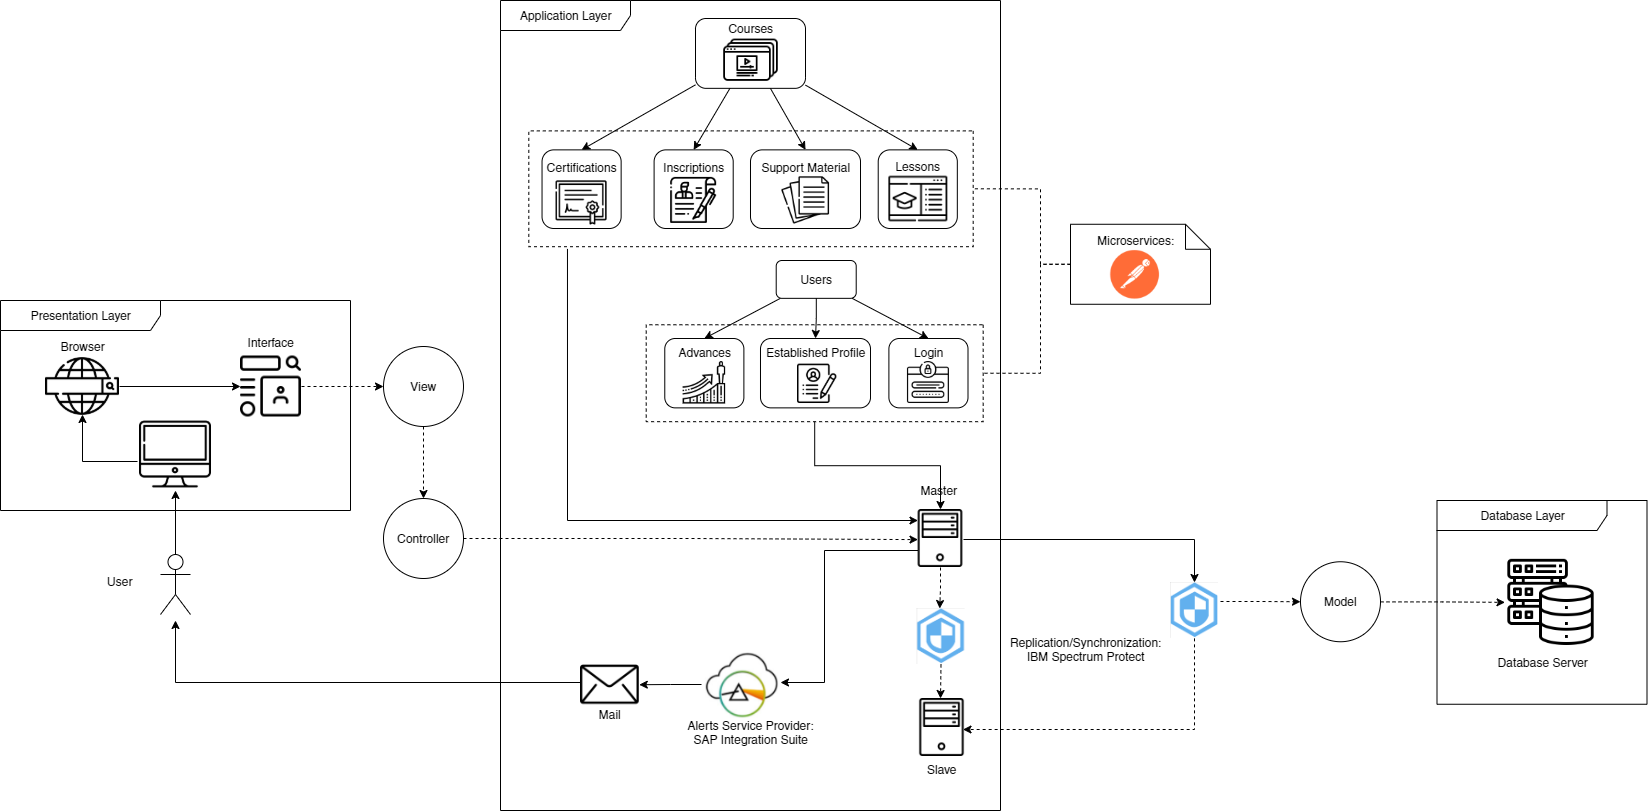 Application Layer
Courses
Certifications
Inscriptions
Support Material
Lessons
Microservices:
Users
Presentation Layer
Browser
Interface
Advances
Established Profile
Login
View
Master
Controller
Database Layer
User
Model
Replication/Synchronization:
IBM Spectrum Protect
Database Server
Mail
Alerts Service Provider:
SAP Integration Suite
Slave